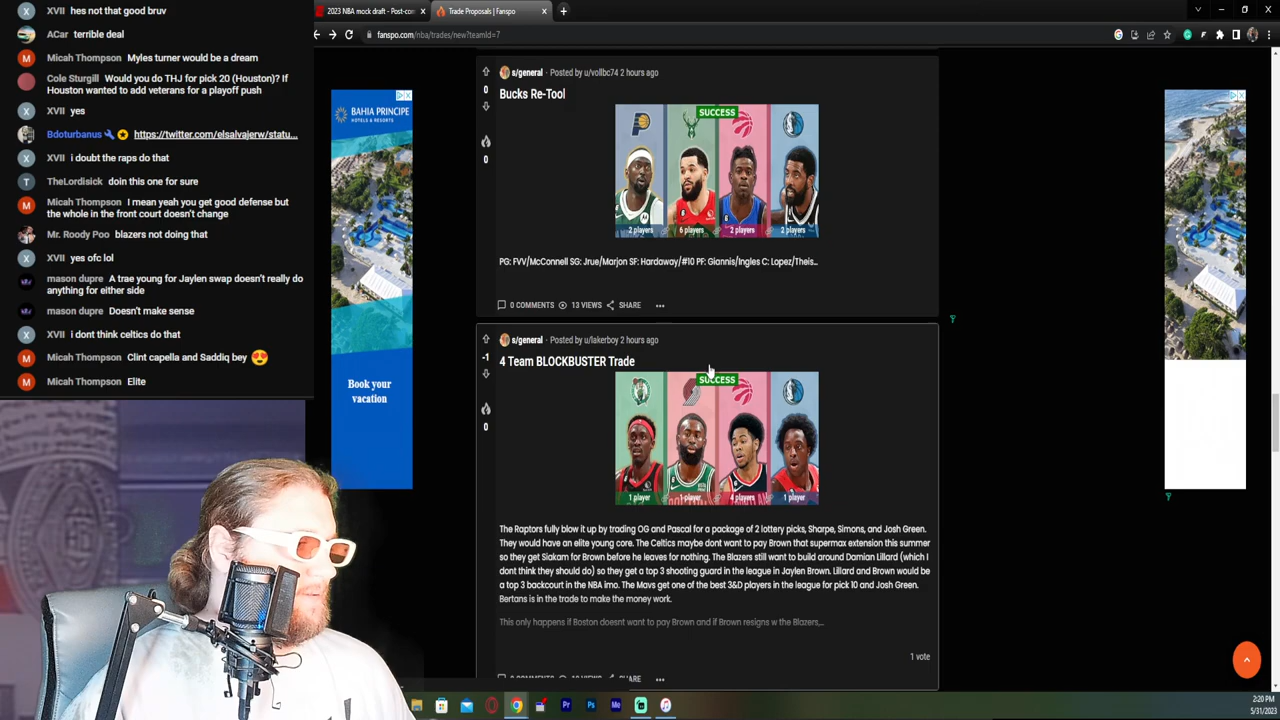 2023 NBA mock draft - Post-co
Trade Proposals | Fanspo
fanspo.com/nba/trades/new?teamId=7
XVII hes not that good bruv
ACar terrible deal
Micah Thompson Myles turner would be a dream
Cole Sturgill Would you do THJ for pick 20 (Houston)? If
Houston wanted to add veterans for a playoff push
XVII yes
Bdoturbanus https://twitter.com/elsalvajerw/statu...
XVII i doubt the raps do that
TheLordisick doin this one for sure
Micah Thompson I mean yeah you get good defense but
the whole in the front court doesn't change
Mr. Roody Poo blazers not doing that
XVII yes ofc lol
mason dupre A trae young for Jaylen swap doesn't really do
anything for either side
mason dupre Doesn't make sense
XVII i dont think celtics do that
Micah Thompson Clint capella and Saddiq bey 😍
Micah Thompson Elite
BAHIA PRINCIPE
HOTELS & RESORTS
Book your
vacation
s/general · Posted by u/vollbc74 2 hours ago
0
Bucks Re-Tool
SUCCESS
0
2 players
6 players
2 players
2 players
PG: FVV/McConnell SG: Jrue/Marjon SF: Hardaway/#10 PF: Giannis/Ingles C: Lopez/Theis...
0 COMMENTS 13 VIEWS SHARE ...
s/general · Posted by u/lakerboy 2 hours ago
-1
4 Team BLOCKBUSTER Trade
SUCCESS
0
1 player
1 player
4 players
1 player
The Raptors fully blow it up by trading OG and Pascal for a package of 2 lottery picks, Sharpe, Simons, and Josh Green.
They would have an elite young core. The Celtics maybe dont want to pay Brown that supermax extension this summer
so they get Siakam for Brown before he leaves for nothing. The Blazers still want to build around Damian Lillard (which I
dont think they should do) so they get a top 3 shooting guard in the league in Jaylen Brown. Lillard and Brown would be
a top 3 backcourt in the NBA imo. The Mavs get one of the best 3&D players in the league for pick 10 and Josh Green.
Bertans is in the trade to make the money work.
This only happens if Boston doesnt want to pay Brown and if Brown resigns w the Blazers,...
1 vote
SHARE ...
2:20 PM
5/31/2023